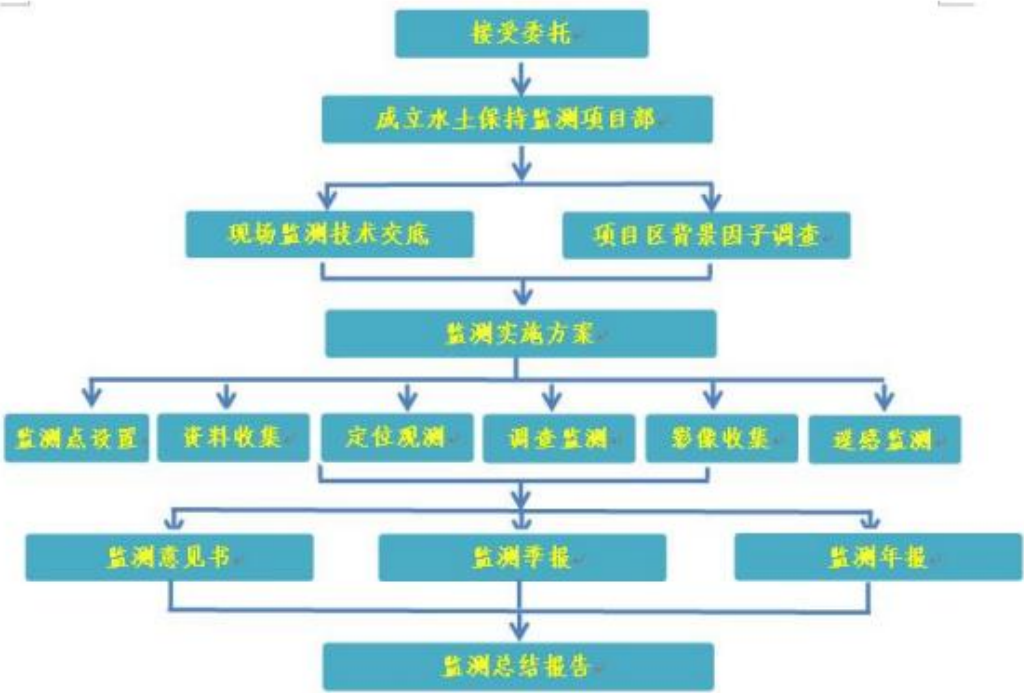 接受委托
成立水土保持监测项目部
现场监测技术交底
项目区背景因子调查
监测实施方案
监测点设置
资料收集
定位观测
调查监测
影像收集
遥感监测
监测意见书
监测季报
监测年报
监测总结报告